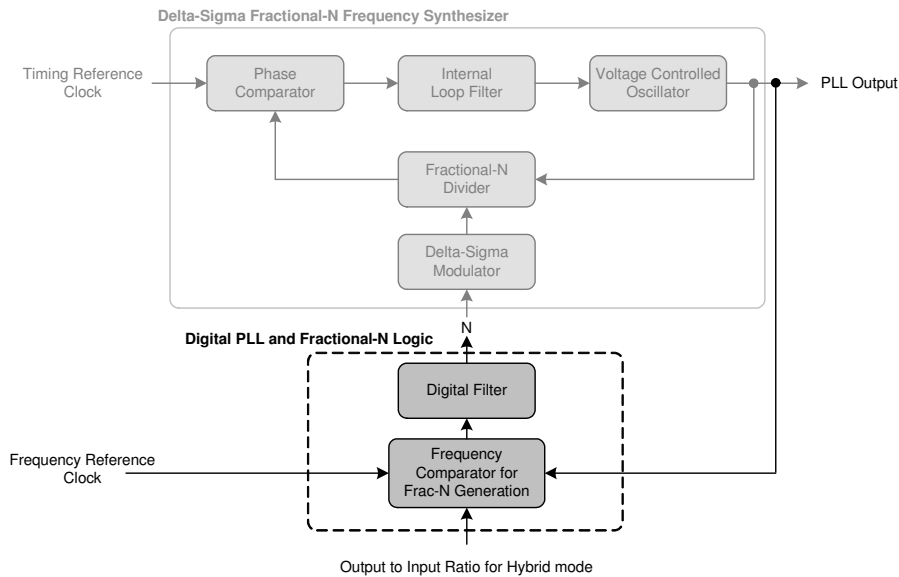 Delta-Sigma Fractional-N Frequency Synthesizer
Timing Reference
Clock
Phase
Comparator
Internal
Loop Filter
Voltage Controlled
Oscillator
PLL Output
Fractional-N
Divider
Delta-Sigma
Modulator
N
Digital PLL and Fractional-N Logic
Digital Filter
Frequency Reference
Clock
Frequency
Comparator for
Frac-N Generation
Output to Input Ratio for Hybrid mode